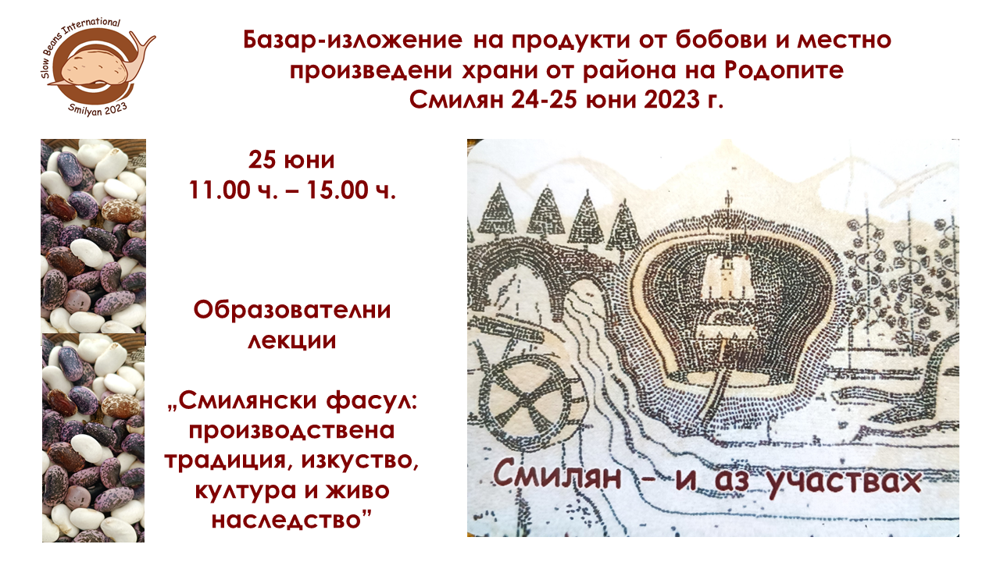 Slow Beans International
Smilyan 2023
Базар-изложение на продукти от бобови и местно
произведени храни от района на Родопите
Смилян 24-25 юни 2023 г.
25 юни
11.00 ч. – 15.00 ч.
Образователни
лекции
„Смилянски фасул:
производствена
традиция, изкуство,
култура и живо
наследство”
Смилян - и аз участвах